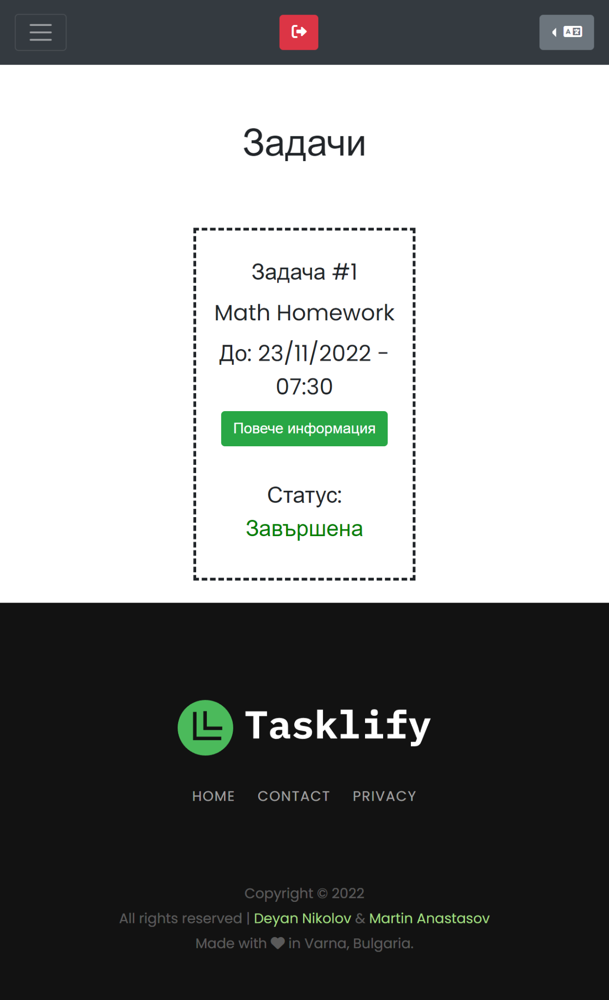 Задачи
Задача #1
Math Homework
До: 23/11/2022 -
07:30
Повече информация
Статус:
Завършена
Tasklify
HOME CONTACT PRIVACY
Copyright © 2022
All rights reserved | Deyan Nikolov & Martin Anastasov
Made with ♥ in Varna, Bulgaria.